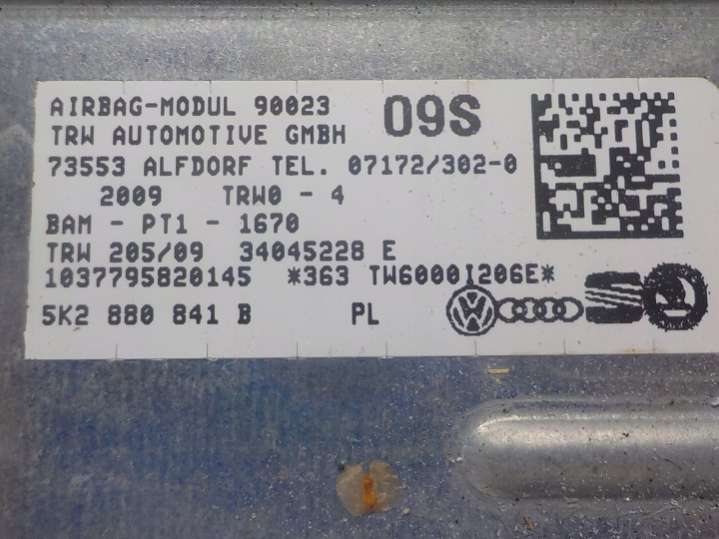 AIRBAG-MODUL 90023 09S
TRW AUTOMOTIVE GMBH
73553 ALFDORF TEL. 07172/302-0
2009 TRW0 - 4
BAM - PT1 - 1670
TRW 205/09 34045228 E
1037795820145 *363 TW6000I206E*
5K2 880 841 B PL